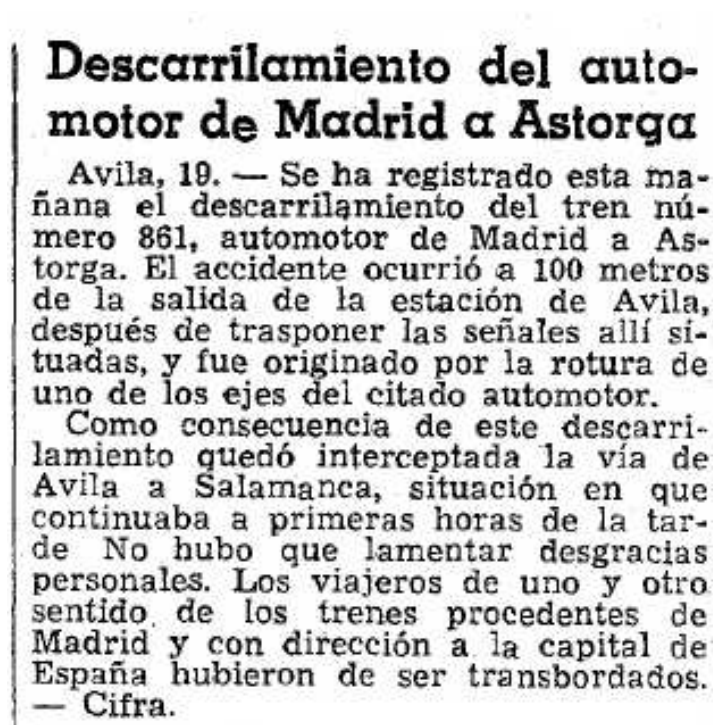 Descarrilamiento del auto-
motor de Madrid a Astorga
Avila, 19. — Se ha registrado esta ma-
ñana el descarrilamiento del tren nú-
mero 861, automotor de Madrid a As-
torga. El accidente ocurrió a 100 metros
de la salida de la estación de Avila,
después de trasponer las señales allí si-
tuadas, y fue originado por la rotura de
uno de los ejes del citado automotor.
Como consecuencia de este descarri-
lamiento quedó interceptada la vía de
Avila a Salamanca, situación en que
continuaba a primeras horas de la tar-
de No hubo que lamentar desgracias
personales. Los viajeros de uno y otro
sentido de los trenes procedentes de
Madrid y con dirección a la capital de
España hubieron de ser transbordados.
— Cifra.